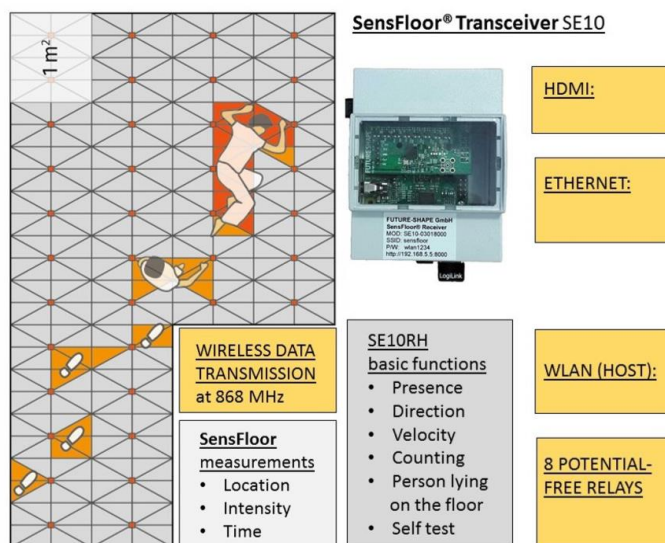 SensFloor® Transceiver SE10
1 m²
HDMI:
ETHERNET:
FUTURE-SHAPE GmbH
SensFloor® Receiver
MOD: SE10-03018000
SSID: sensfloor
P/W: wlan1234
http://192.168.5.5:8000
LogiLink
WIRELESS DATA
TRANSMISSION
at 868 MHz
SensFloor
measurements
• Location
• Intensity
• Time
SE10RH
basic functions
• Presence
• Direction
• Velocity
• Counting
• Person lying
on the floor
• Self test
WLAN (HOST):
8 POTENTIAL-
FREE RELAYS